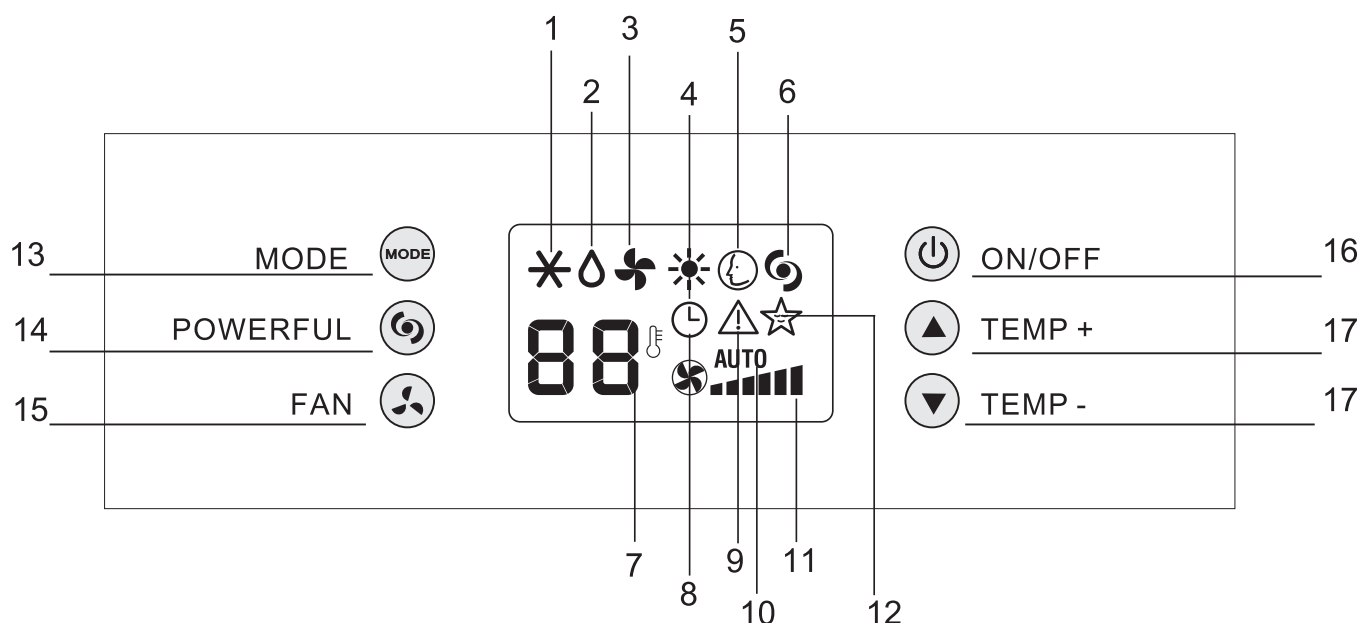 1 3 5
2 4 6
13 MODE MODE ON/OFF 16
14 POWERFUL TEMP + 17
88
AUTO
15 FAN TEMP - 17
7 8 9 10 11 12